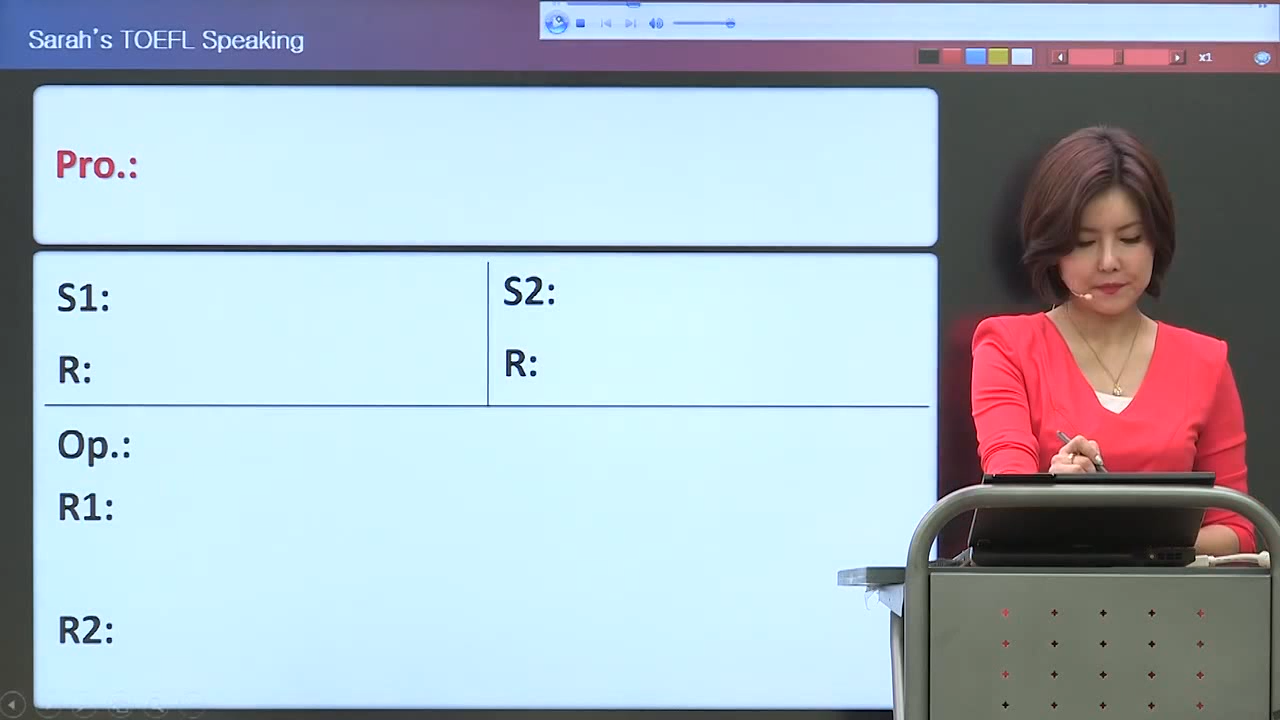 Sarah's TOEFL Speaking
x1
Pro.:
S1:
S2:
R:
R:
Op.:
R1:
R2: